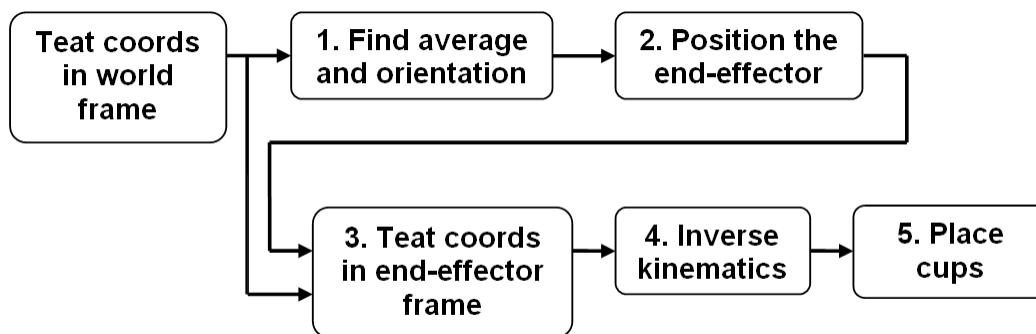 Teat coords
in world
frame
1. Find average
and orientation
2. Position the
end-effector
3. Teat coords
in end-effector
frame
4. Inverse
kinematics
5. Place
cups